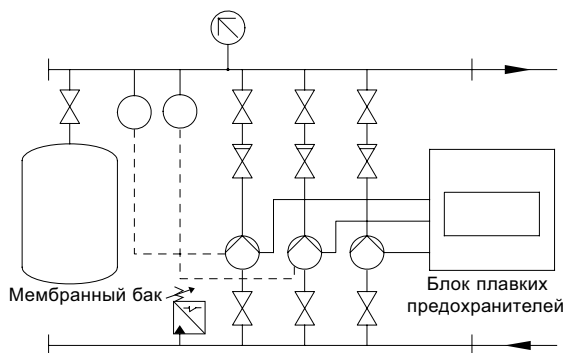 Мембранный бак
Блок плавких
предохранителей